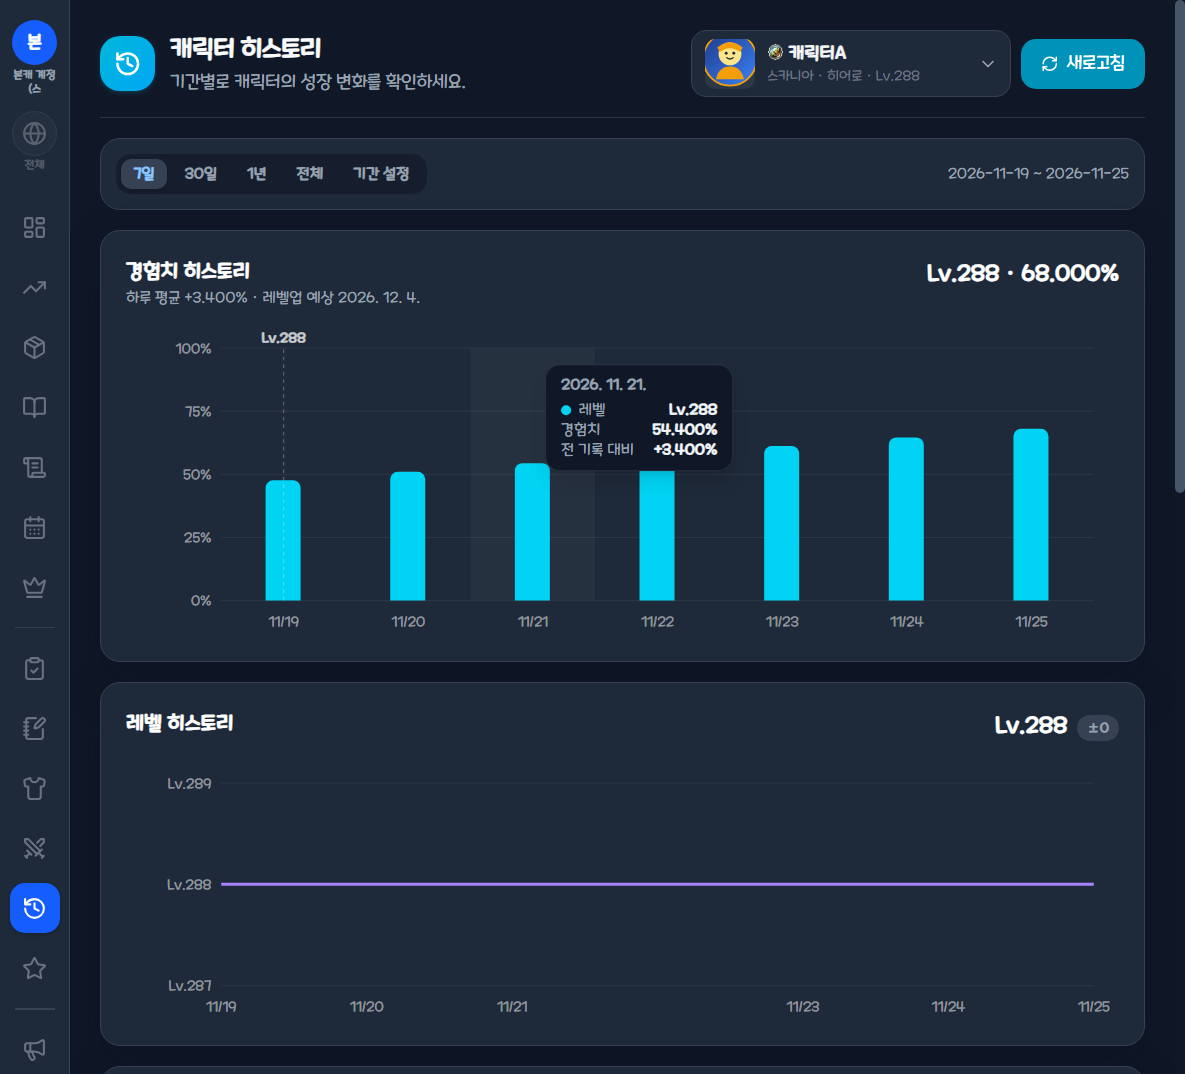 본
본캐 계정
(스
전체
캐릭터 히스토리
기간별로 캐릭터의 성장 변화를 확인하세요.
캐릭터A
스카니아 · 히어로 · Lv.288
새로고침
7일
30일
1년
전체
기간 설정
2026-11-19 ~ 2026-11-25
경험치 히스토리
하루 평균 +3.400% · 레벨업 예상 2026. 12. 4.
Lv.288 · 68.000%
Lv.288
100%
75%
50%
25%
0%
2026. 11. 21.
레벨 Lv.288
경험치 54.400%
전 기록 대비 +3.400%
11/19
11/20
11/21
11/22
11/23
11/24
11/25
레벨 히스토리
Lv.288
±0
Lv.289
Lv.288
Lv.287
11/19
11/20
11/21
11/23
11/24
11/25